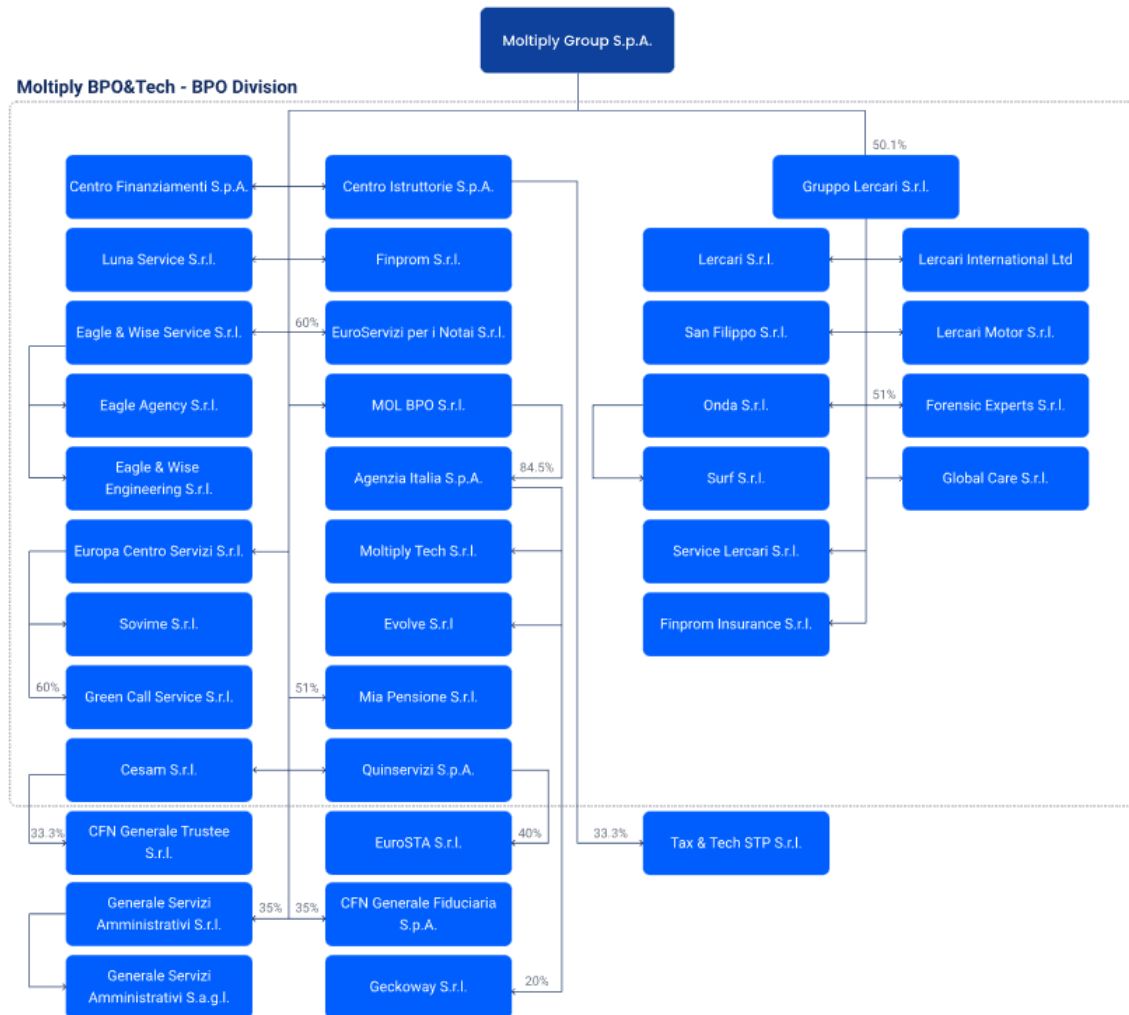 Moltiply Group S.p.A.
Moltiply BPO&Tech - BPO Division
50.1%
Centro Finanziamenti S.p.A.
Centro Istruttorie S.p.A.
Gruppo Lercari S.r.l.
Luna Service S.r.l.
Finprom S.r.l.
Lercari S.r.l.
Lercari International Ltd
Eagle & Wise Service S.r.l.
60%
EuroServizi per i Notai S.r.l.
San Filippo S.r.l.
Lercari Motor S.r.l.
Eagle Agency S.r.l.
MOL BPO S.r.l.
Onda S.r.l.
51%
Forensic Experts S.r.l.
Eagle & Wise
Engineering S.r.l.
Agenzia Italia S.p.A.
84.5%
Surf S.r.l.
Global Care S.r.l.
Europa Centro Servizi S.r.l.
Moltiply Tech S.r.l.
Service Lercari S.r.l.
Sovime S.r.l.
Evolve S.r.l
Finprom Insurance S.r.l.
60%
Green Call Service S.r.l.
51%
Mia Pensione S.r.l.
Cesam S.r.l.
Quinservizi S.p.A.
33.3%
CFN Generale Trustee
S.r.l.
EuroSTA S.r.l.
40%
33.3%
Tax & Tech STP S.r.l.
Generale Servizi
Amministrativi S.r.l.
35%
35%
CFN Generale Fiduciaria
S.p.A.
Generale Servizi
Amministrativi S.a.g.l.
Geckoway S.r.l.
20%